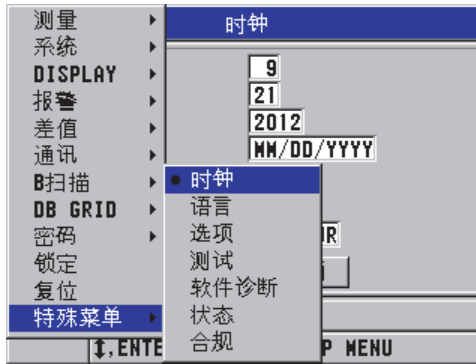 测量
系统
DISPLAY
报警
差值
通讯
B扫描
DB GRID
密码
锁定
复位
特殊菜单
时钟
9
21
2012
MM/DD/YYYY
时钟
语言
选项
测试
软件诊断
状态
合规